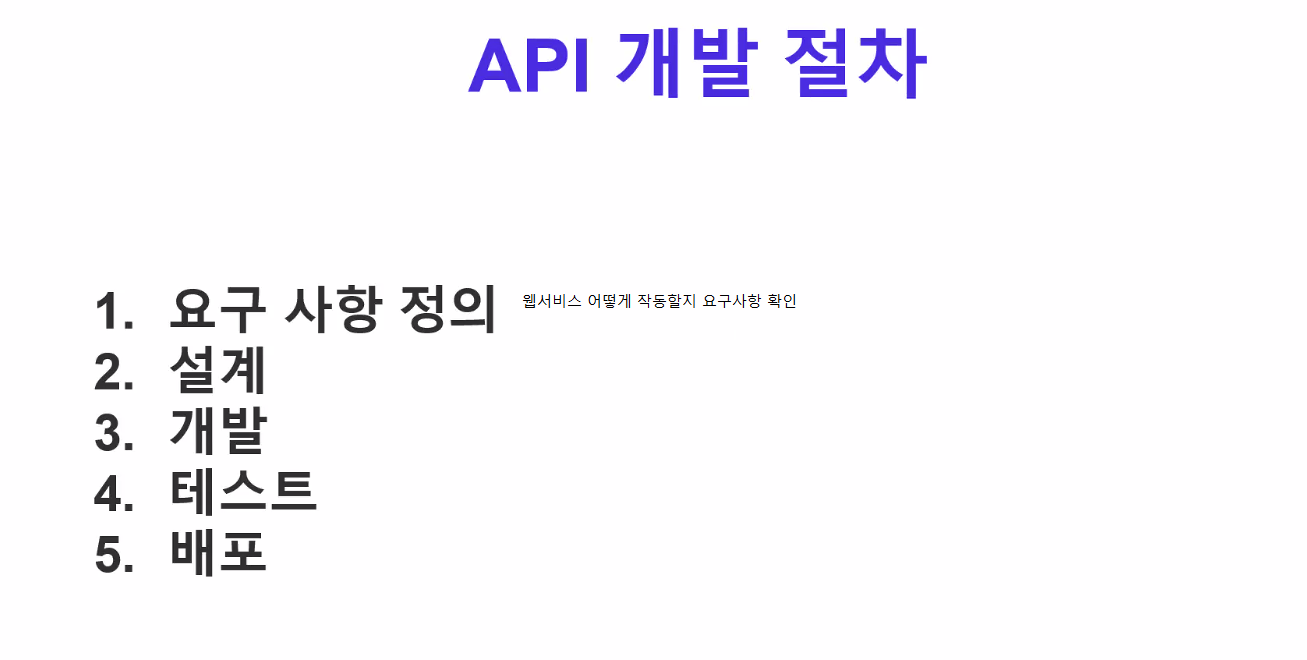 API 개발 절차
1. 요구 사항 정의 웹서비스 어떻게 작동할지 요구사항 확인
2. 설계
3. 개발
4. 테스트
5. 배포